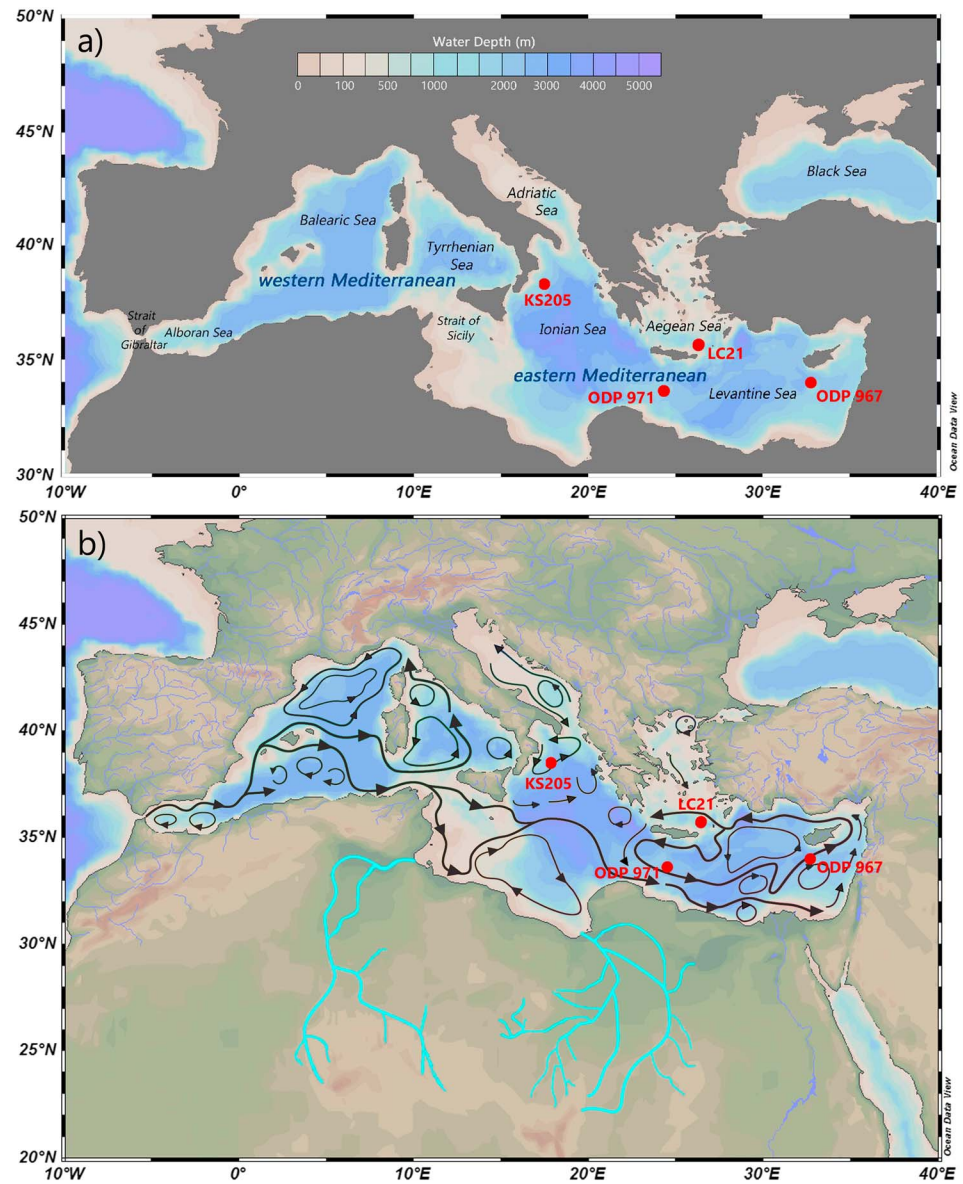 50°N
a)
Water Depth (m)
0 100 500 1000 2000 3000 4000 5000
45°N
Black Sea
Adriatic
Sea
Balearic Sea
40°N
Tyrrhenian
Sea
western Mediterranean
KS205
Strait
of
Gibraltar
Alboran Sea
Strait of
Sicily
Ionian Sea
Aegean Sea
35°N
LC21
eastern Mediterranean
ODP 971
Levantine Sea
ODP 967
Ocean Data View
30°N
10°W 0° 10°E 20°E 30°E 40°E
50°N
b)
45°N
40°N
KS205
LC21
35°N
ODP 971
ODP 967
30°N
25°N
Ocean Data View
20°N
10°W 0° 10°E 20°E 30°E 40°E